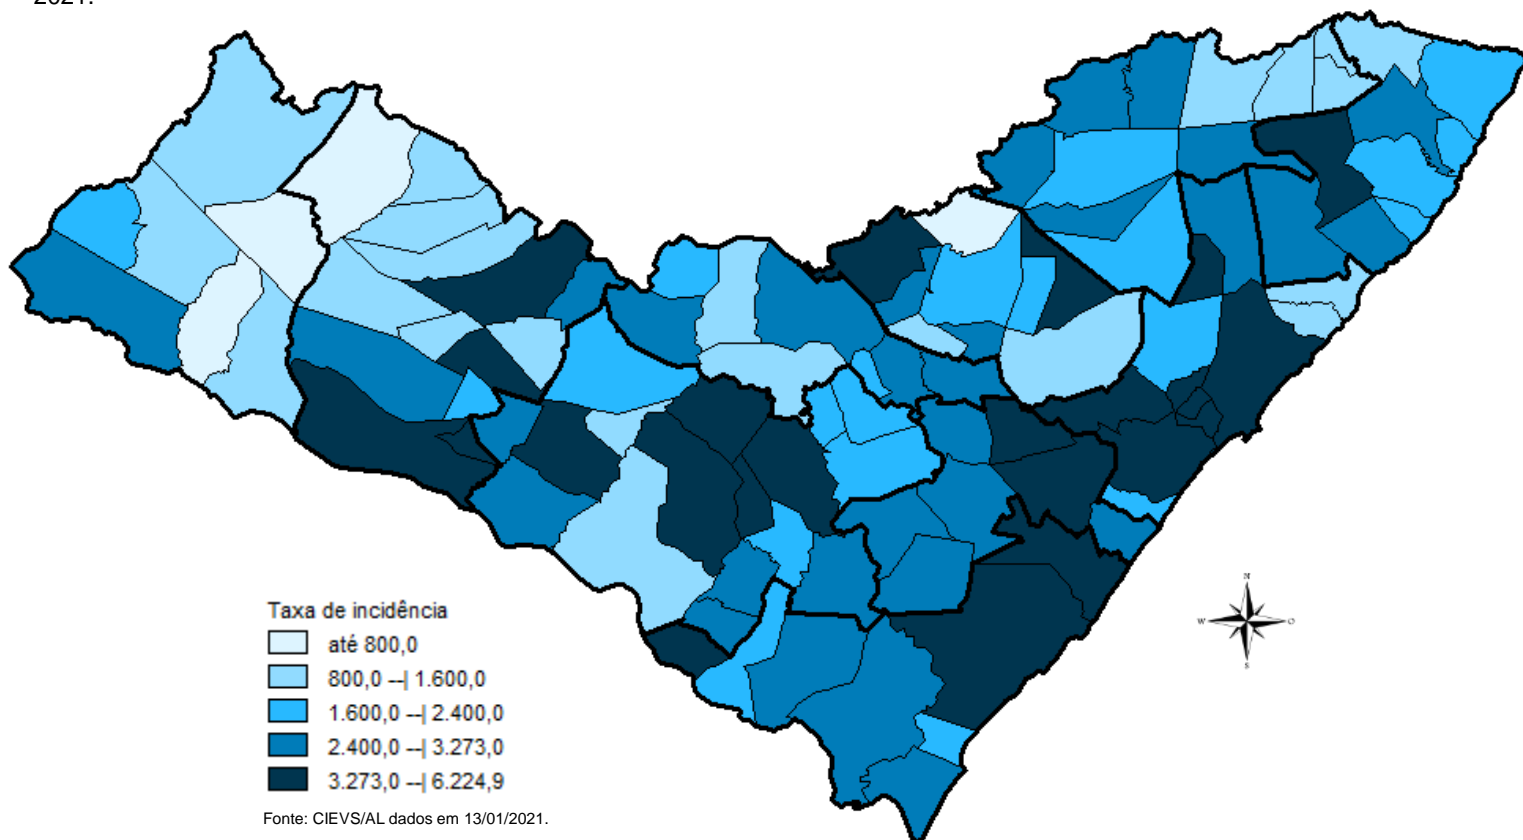 2021.
N
W
O
S
Taxa de incidência
até 800,0
800,0 --| 1.600,0
1.600,0 --| 2.400,0
2.400,0 --| 3.273,0
3.273,0 --| 6.224,9
Fonte: CIEVS/AL dados em 13/01/2021.